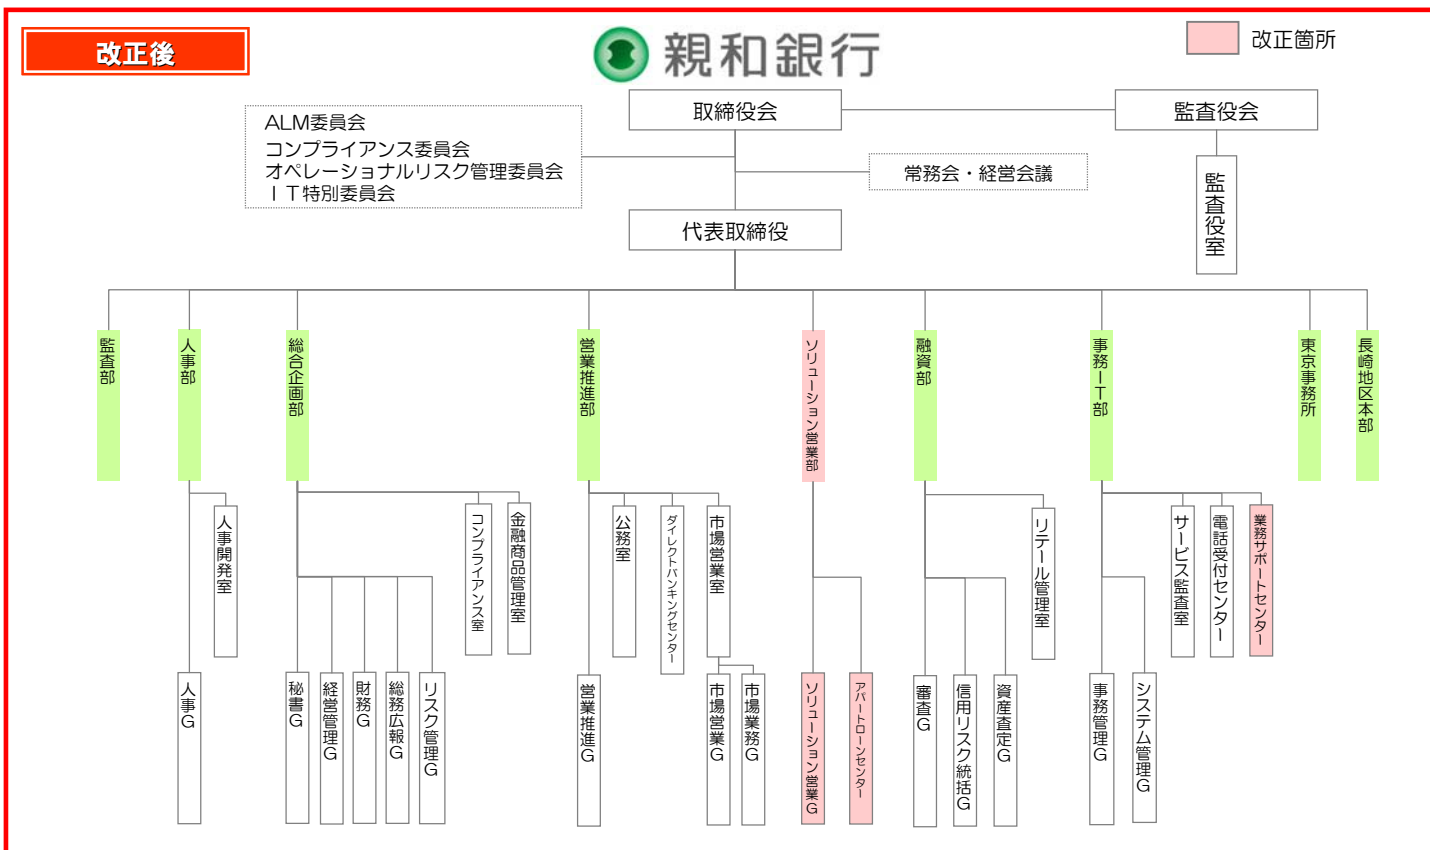 改正後
親和銀行
改正箇所
取締役会
監査役会
ALM委員会
コンプライアンス委員会
オペレーショナルリスク管理委員会
IT特別委員会
常務会・経営会議
監査役室
代表取締役
監査部
人事部
総合企画部
営業推進部
ソリューション営業部
融資部
事務IT部
東京事務所
長崎地区本部
人事開発室
コンプライアンス室
金融商品管理室
公務室
ダイレクトバンキングセンター
市場営業室
リテール管理室
サービス監査室
電話受付センター
業務サポートセンター
人事G
秘書G
経営管理G
財務G
総務広報G
リスク管理G
営業推進G
市場営業G
市場業務G
ソリューション営業G
アパートローンセンター
審査G
信用リスク統括G
資産査定G
事務管理G
システム管理G